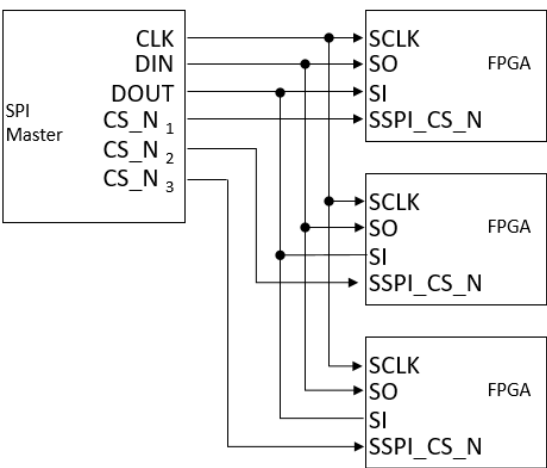 SPI
Master
CLK
DIN
DOUT
CS_N 1
CS_N 2
CS_N 3
SCLK
SO
SI
SSPI_CS_N
FPGA
SCLK
SO
SI
SSPI_CS_N
FPGA
SCLK
SO
SI
SSPI_CS_N
FPGA